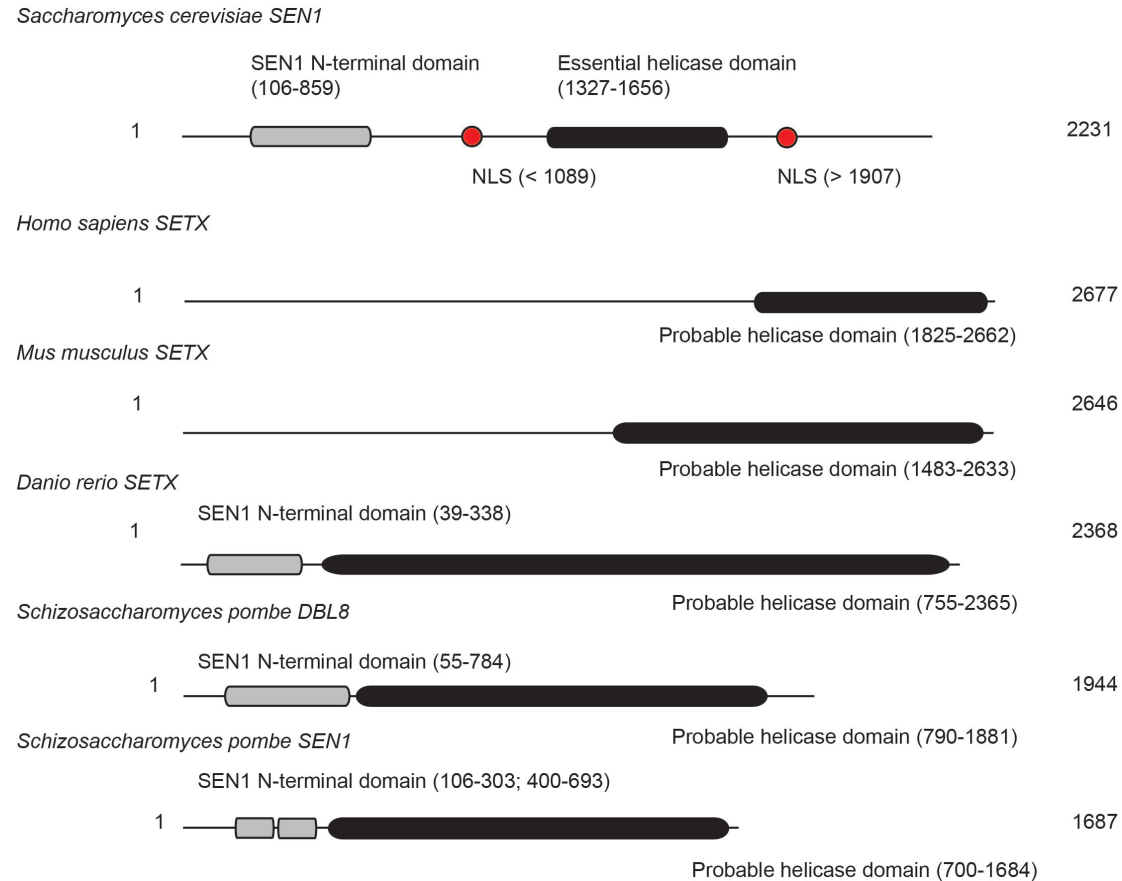 Saccharomyces cerevisiae SEN1
SEN1 N-terminal domain
(106-859)
Essential helicase domain
(1327-1656)
1
2231
NLS (< 1089)
NLS (> 1907)
Homo sapiens SETX
1
2677
Probable helicase domain (1825-2662)
Mus musculus SETX
1
2646
Probable helicase domain (1483-2633)
Danio rerio SETX
SEN1 N-terminal domain (39-338)
1
2368
Probable helicase domain (755-2365)
Schizosaccharomyces pombe DBL8
SEN1 N-terminal domain (55-784)
1
1944
Probable helicase domain (790-1881)
Schizosaccharomyces pombe SEN1
SEN1 N-terminal domain (106-303; 400-693)
1
1687
Probable helicase domain (700-1684)